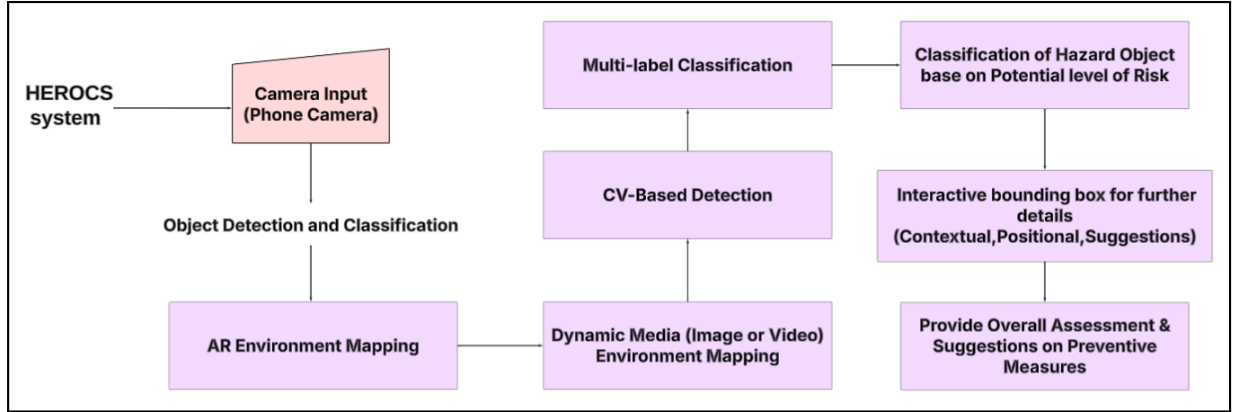 HEROCS
system
Camera Input
(Phone Camera)
Object Detection and Classification
AR Environment Mapping
Dynamic Media (Image or Video)
Environment Mapping
CV-Based Detection
Multi-label Classification
Classification of Hazard Object
base on Potential level of Risk
Interactive bounding box for further
details
(Contextual,Positional,Suggestions)
Provide Overall Assessment &
Suggestions on Preventive
Measures